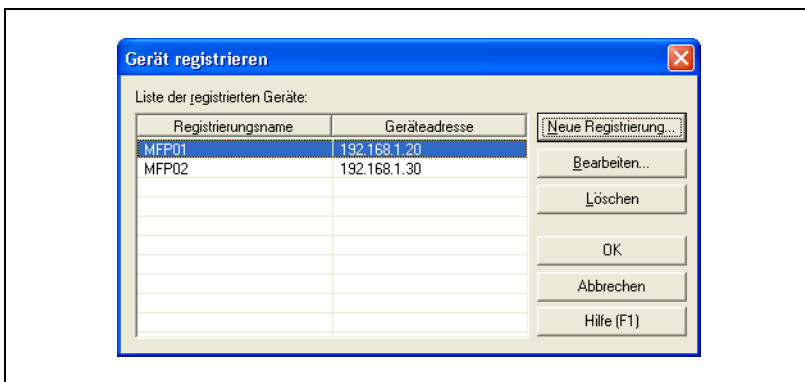 Gerät registrieren
Liste der registrierten Geräte:
Registrierungsname Geräteadresse
MFP01 192.168.1.20
MFP02 192.168.1.30
Neue Registrierung...
Bearbeiten...
Löschen
OK
Abbrechen
Hilfe (F1)